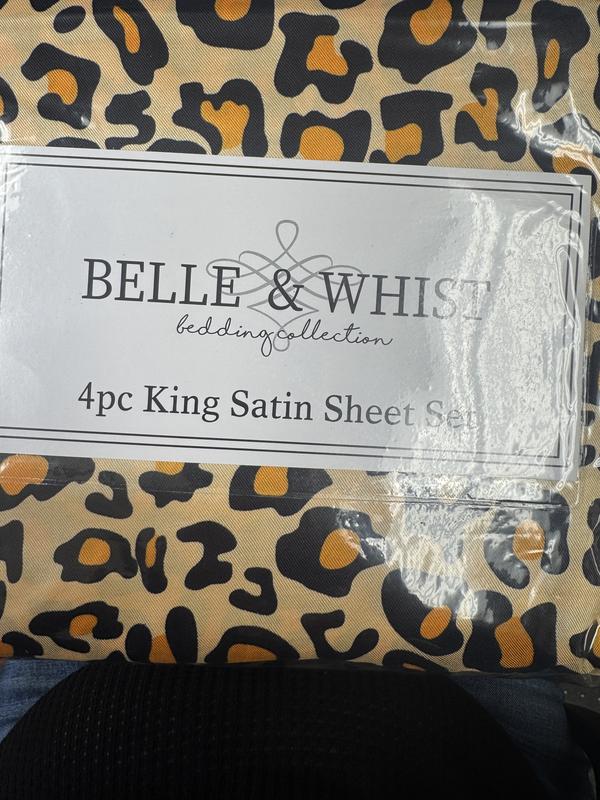 BELLE & WHIST
bedding collection
4pc King Satin Sheet Set